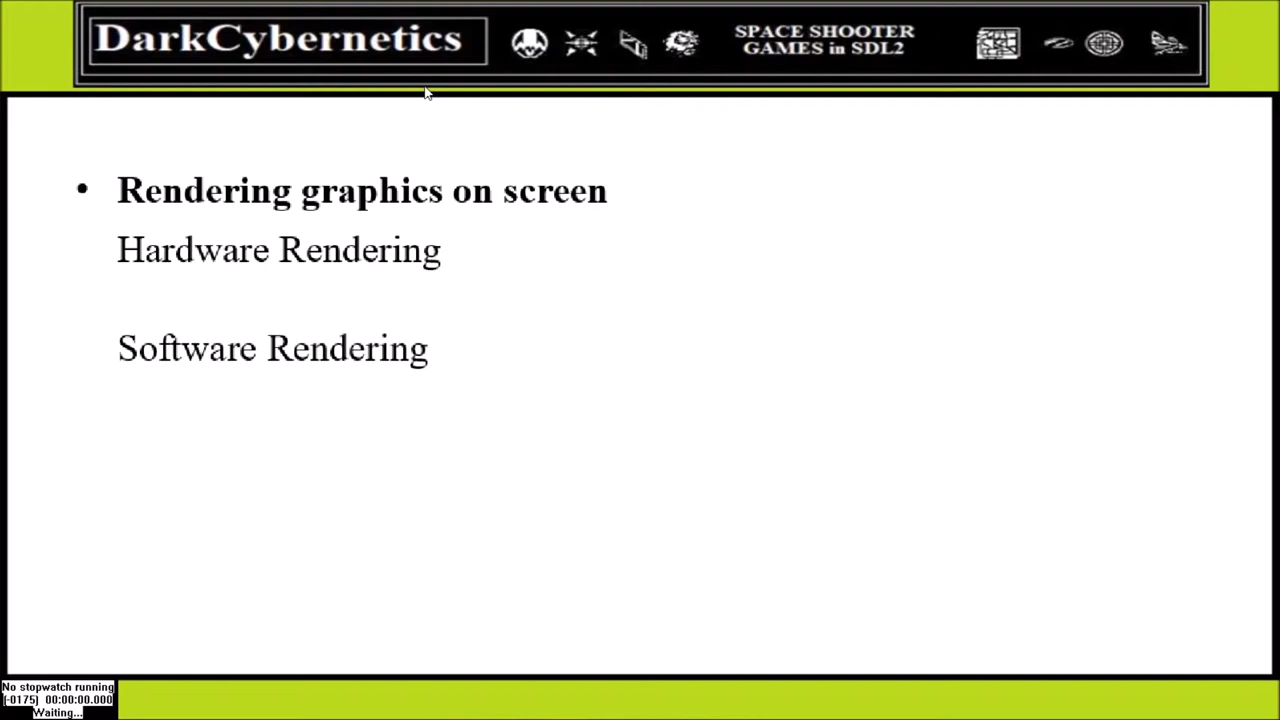 DarkCybernetics
SPACE SHOOTER
GAMES in SDL2
• Rendering graphics on screen
Hardware Rendering
Software Rendering
No stopwatch running
(-0175) 00:00:00.000
Waiting...